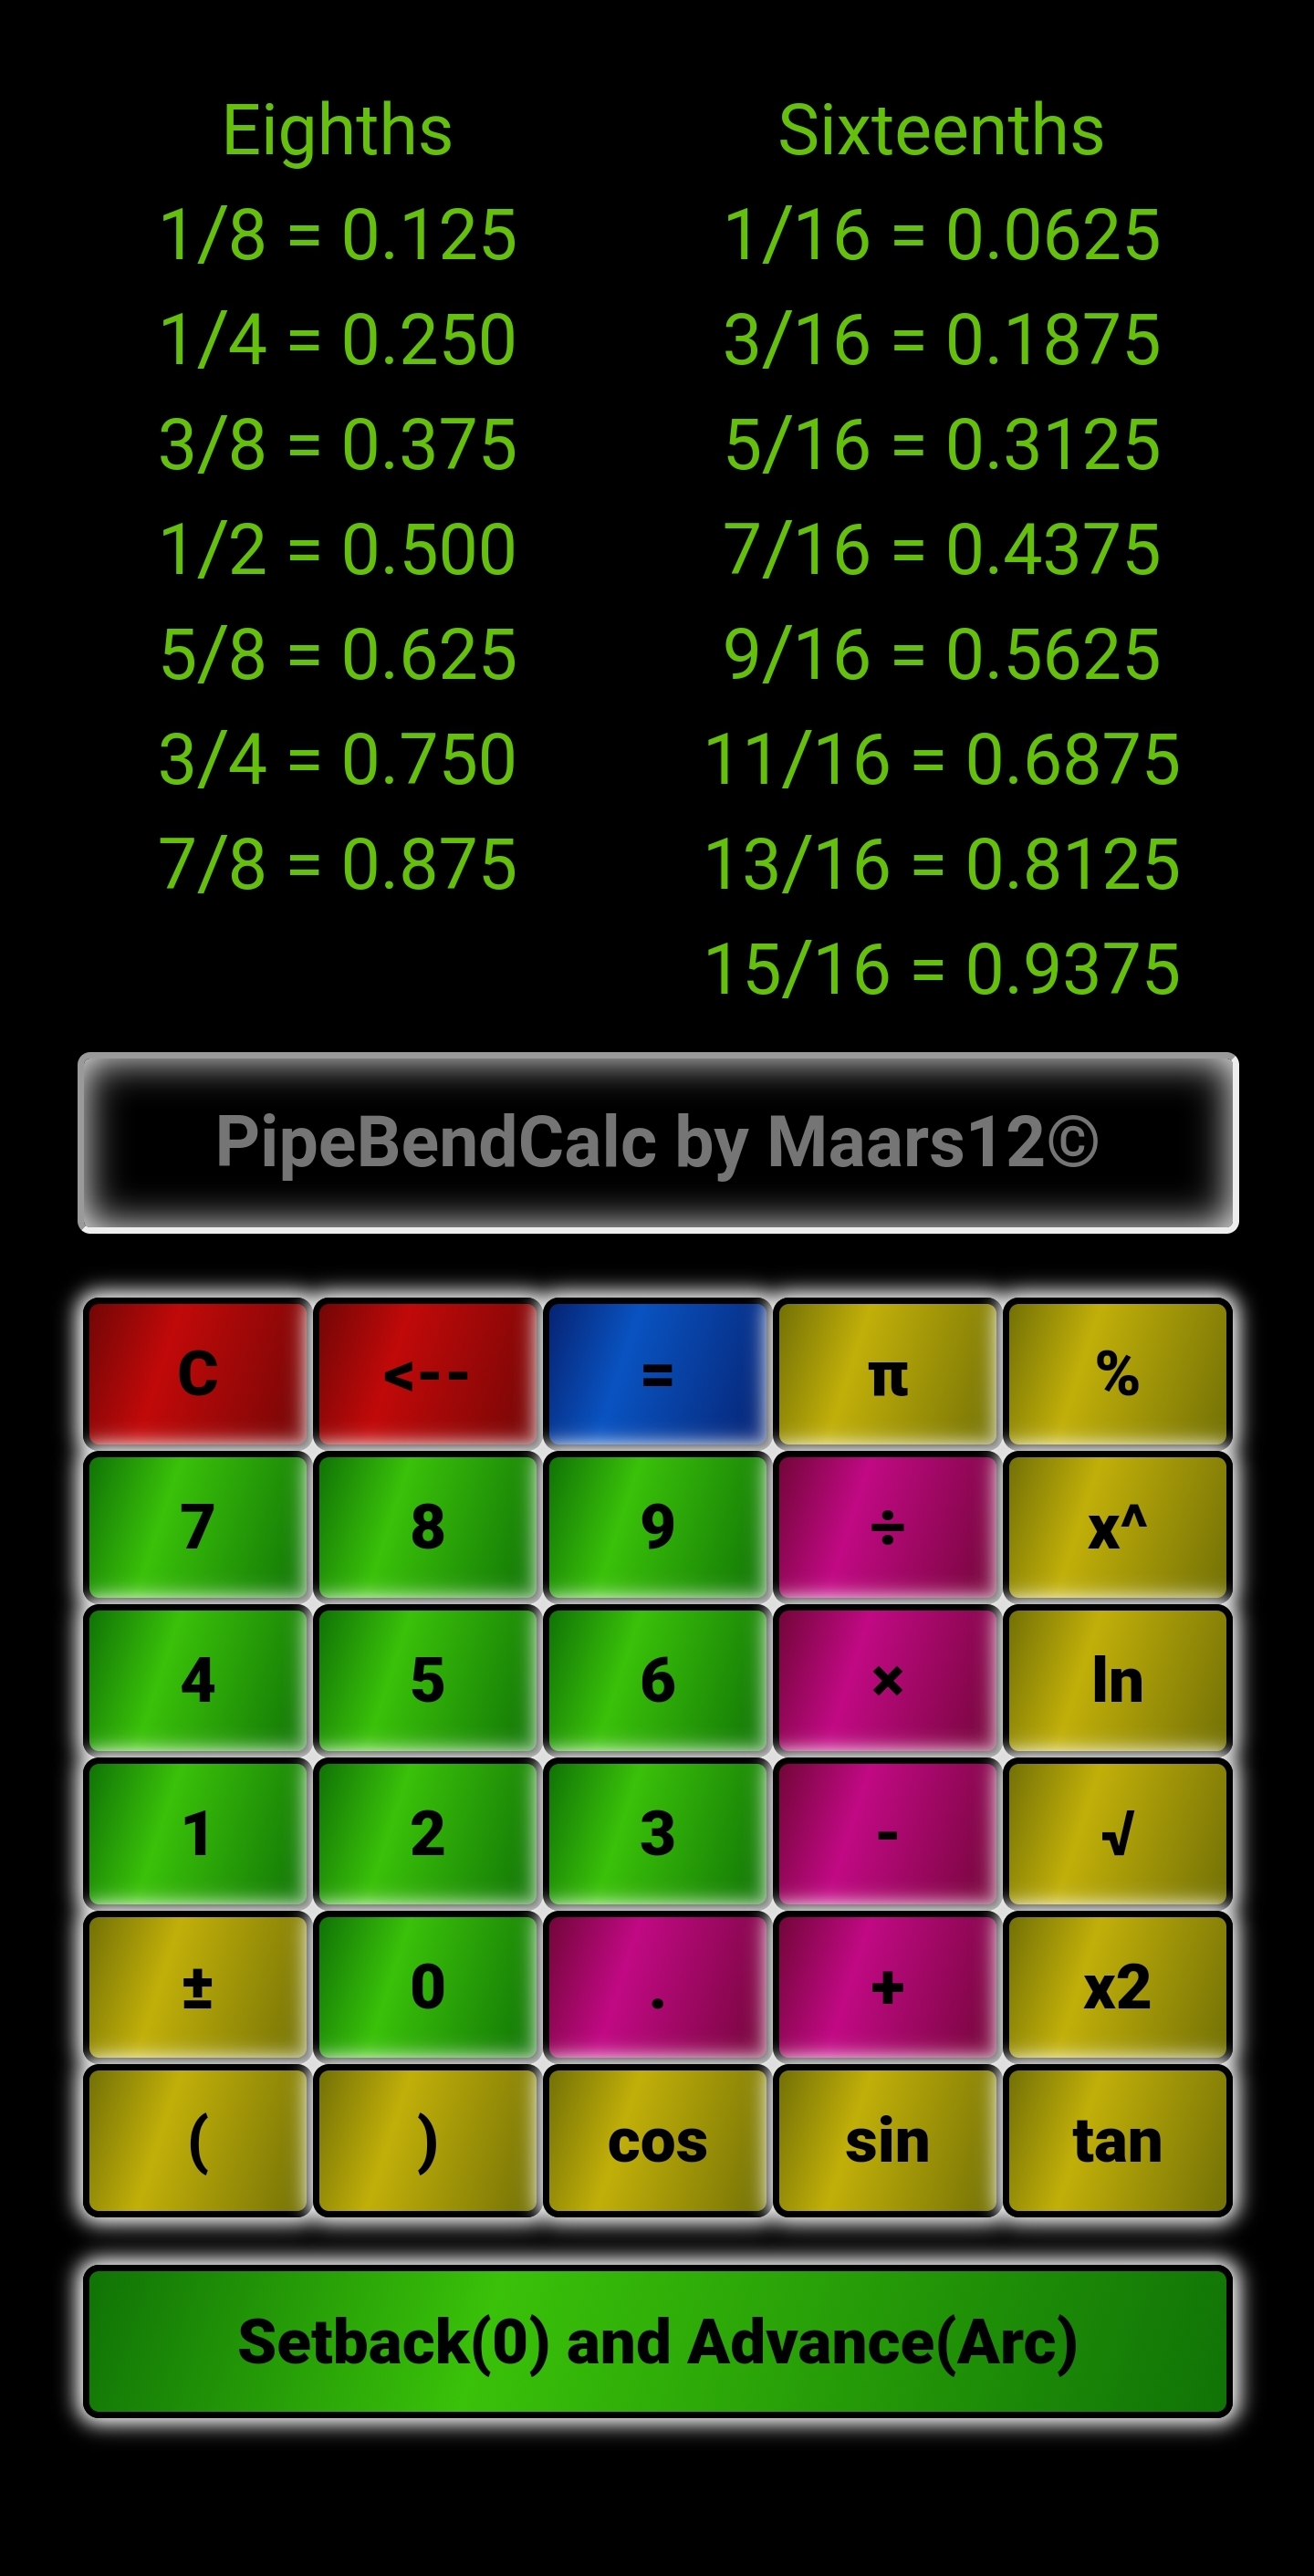 Eighths
1/8 = 0.125
1/4 = 0.250
3/8 = 0.375
1/2 = 0.500
5/8 = 0.625
3/4 = 0.750
7/8 = 0.875
Sixteenths
1/16 = 0.0625
3/16 = 0.1875
5/16 = 0.3125
7/16 = 0.4375
9/16 = 0.5625
11/16 = 0.6875
13/16 = 0.8125
15/16 = 0.9375
PipeBendCalc by Maars12©
C <-- = π %
7 8 9 ÷ x^
4 5 6 × ln
1 2 3 - √
± 0 . + x2
( ) cos sin tan
Setback(0) and Advance(Arc)